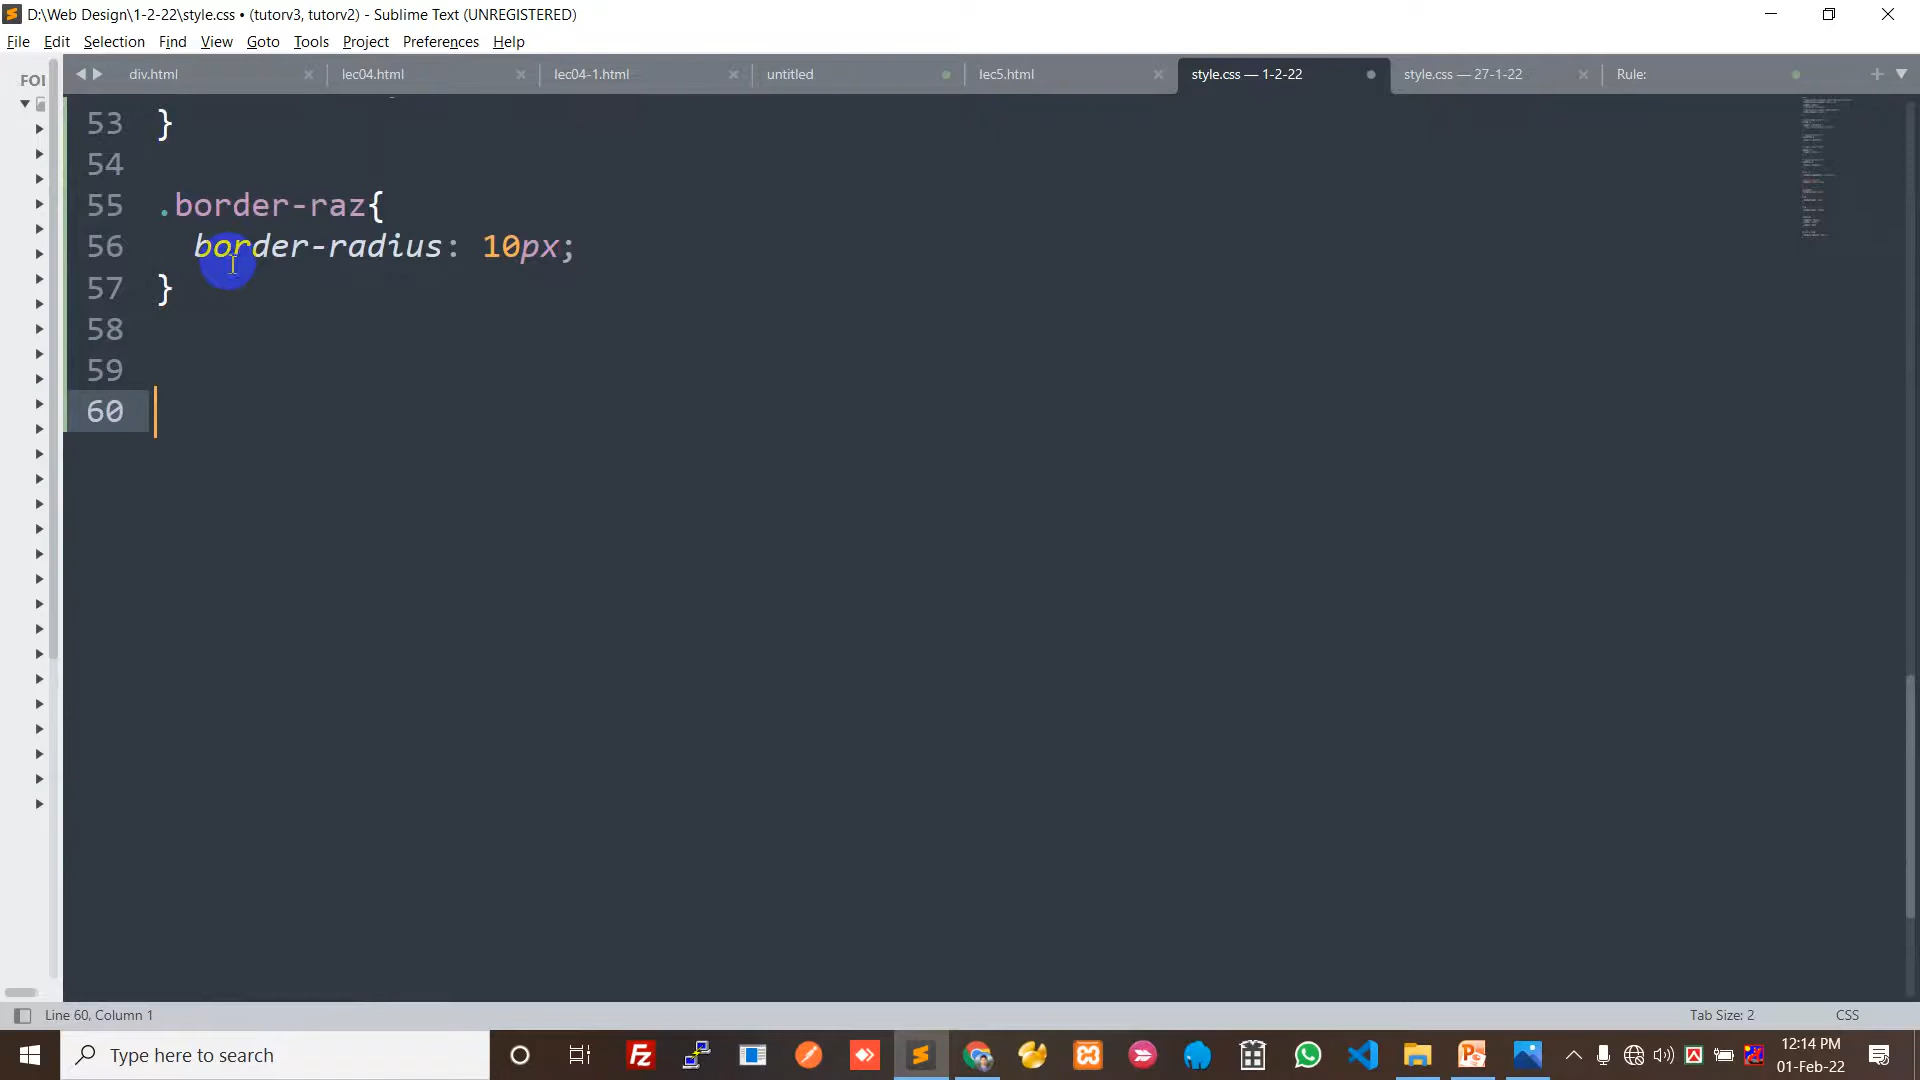 D:\Web Design\1-2-22\style.css • (tutorv3, tutorv2) - Sublime Text (UNREGISTERED)
File Edit Selection Find View Goto Tools Project Preferences Help
FOI
div.html
lec04.html
lec04-1.html
untitled
lec5.html
style.css — 1-2-22
style.css — 27-1-22
Rule:
53 }
54
55 .border-raz{
56 border-radius: 10px;
57 }
58
59
60
Line 60, Column 1
Tab Size: 2
CSS
Type here to search
12:14 PM
01-Feb-22